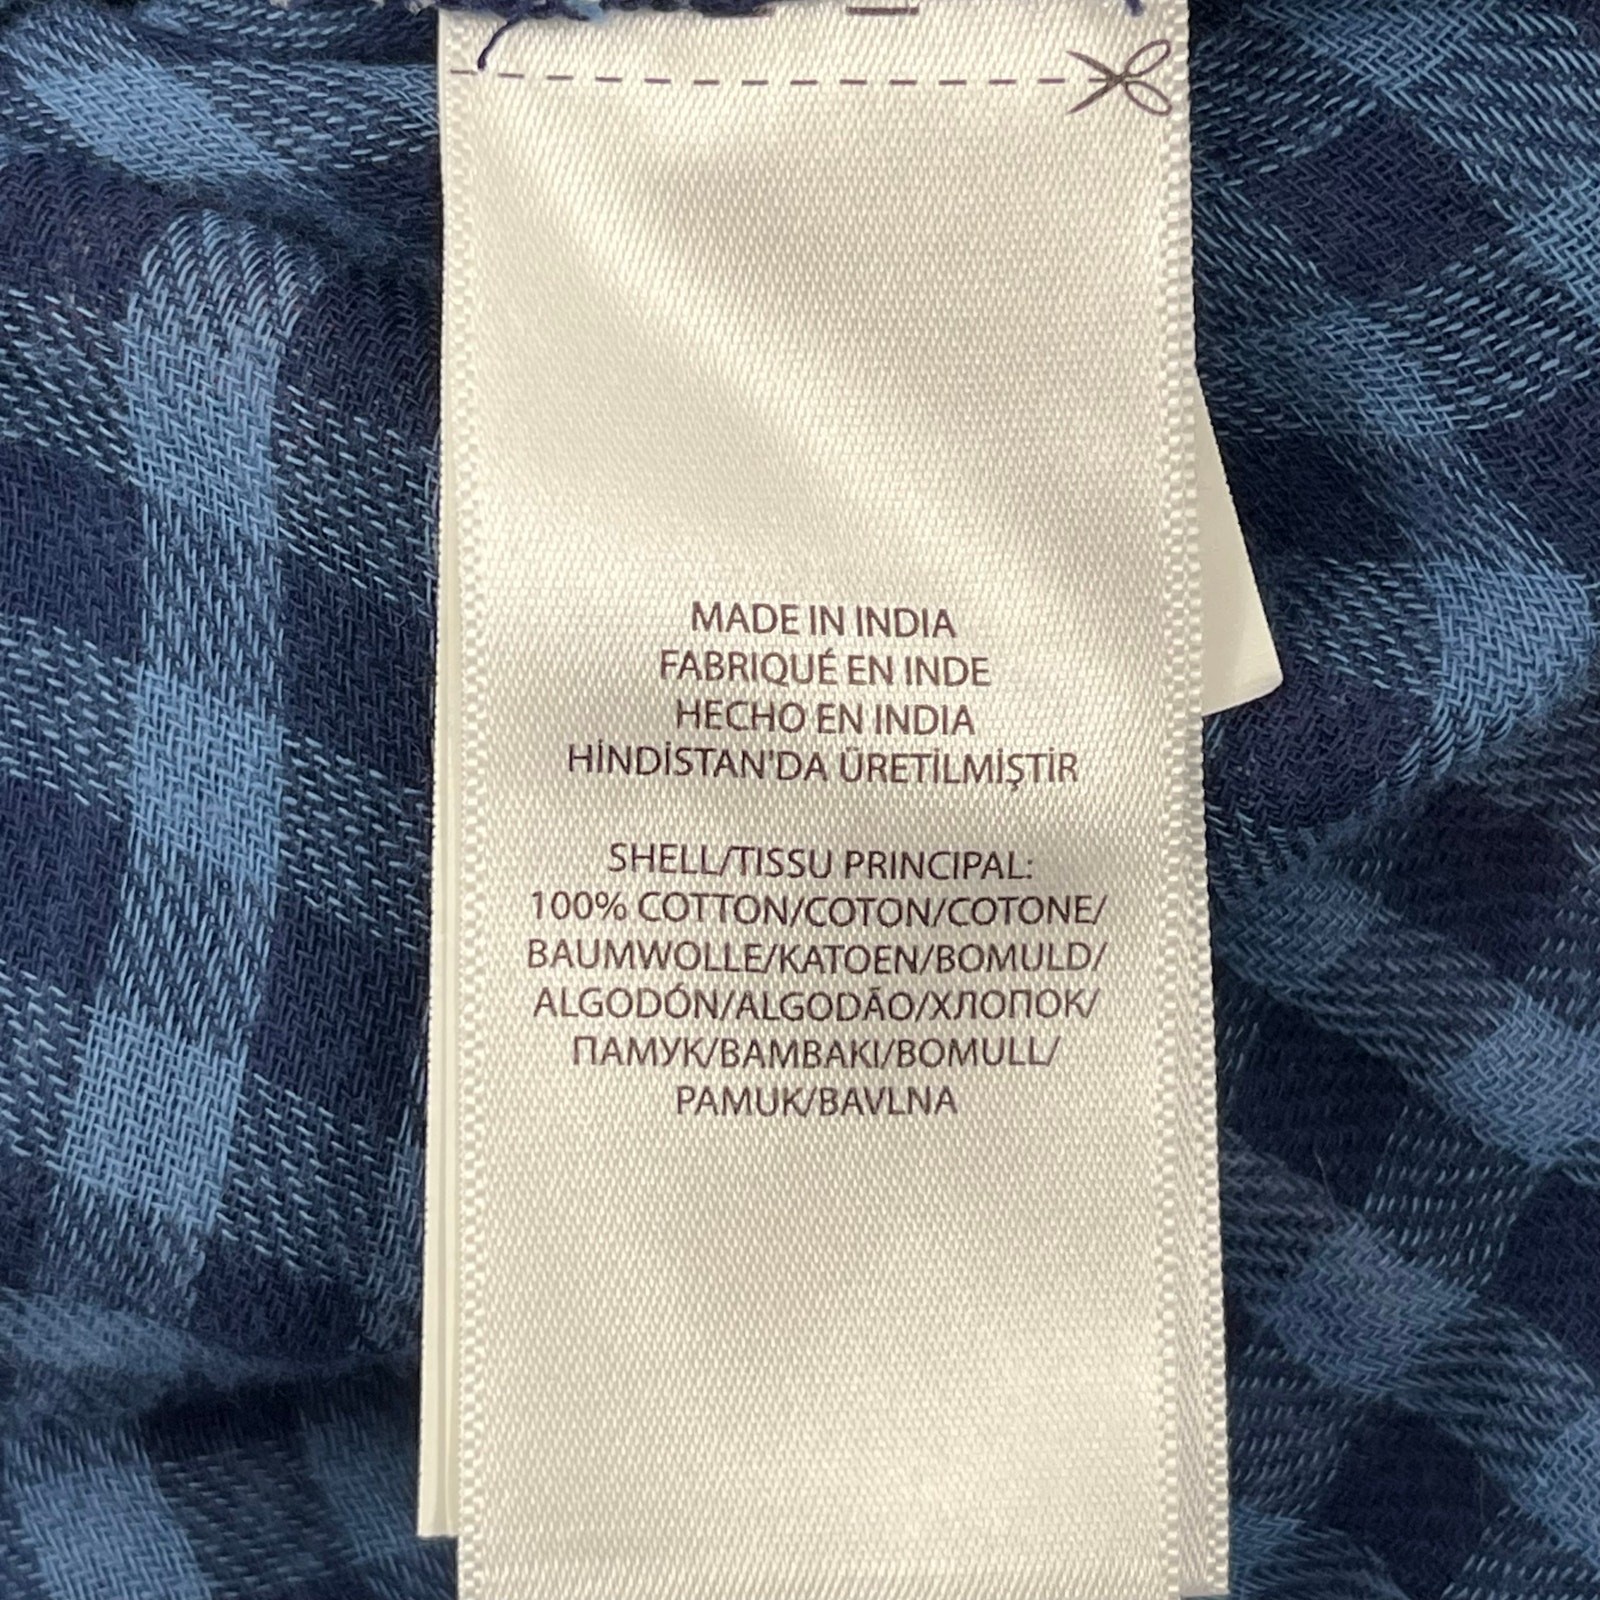 MADE IN INDIA
FABRIQUÉ EN INDE
HECHO EN INDIA
HİNDİSTAN'DA ÜRETİLMİŞTİR
SHELL/TISSU PRINCIPAL:
100% COTTON/COTON/COTONE/
BAUMWOLLE/KATOEN/BOMULD/
ALGODÓN/ALGODÃO/ХЛОПОК/
ПАМУК/ΒΑΜΒΑΚΙ/BOMULL/
PAMUK/BAVLNA